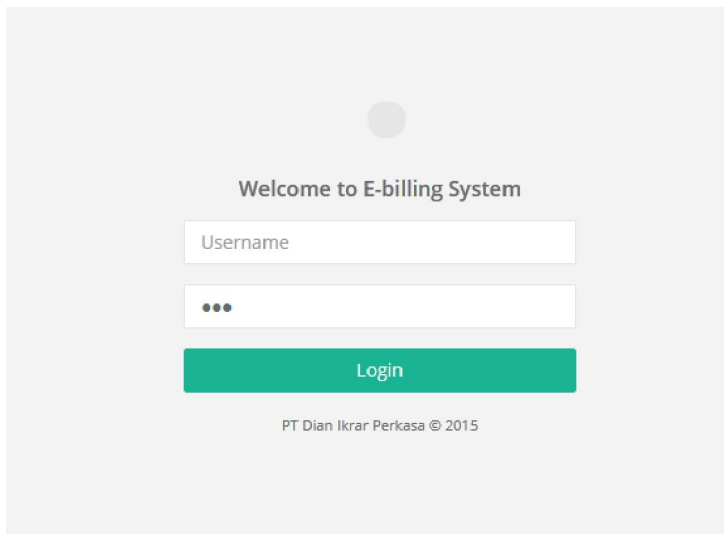 Welcome to E-billing System
Username
●●●
Login
PT Dian Ikrar Perkasa © 2015